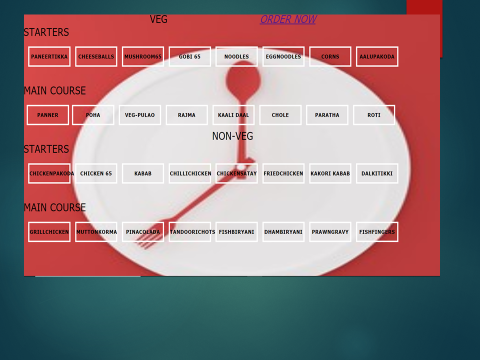 VEG ORDER NOW
STARTERS
PANEERTIKKA CHEESEBALLS MUSHROOM65 GOBI 65 NOODLES EGGNOODLES CORNS AALUPAKODA
MAIN COURSE
PANNER POHA VEG-PULAO RAJMA KAALI DAAL CHOLE PARATHA ROTI
NON-VEG
STARTERS
CHICKENPAKODA CHICKEN 65 KABAB CHILLICHICKEN CHICKENSATAY FRIEDCHICKEN KAKORI KABAB DALKITIKKI
MAIN COURSE
GRILLCHICKEN MUTTONKORMA PINACOLADA TANDOORICHOTS FISHBIRYANI DHAMBIRYANI PRAWNGRAVY FISHFINGERS